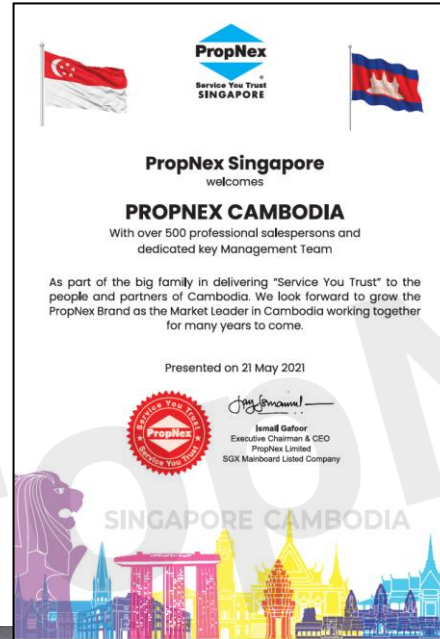 PropNex
Service You Trust
SINGAPORE
PropNex Singapore
welcomes
PROPNEX CAMBODIA
With over 500 professional salespersons and
dedicated key Management Team
As part of the big family in delivering “Service You Trust” to the
people and partners of Cambodia. We look forward to grow the
PropNex Brand as the Market Leader in Cambodia working together
for many years to come.
Presented on 21 May 2021
Service You Trust
PropNex
Service You Trust
Ismail Gafoor
Executive Chairman & CEO
PropNex Limited
SGX Mainboard Listed Company
SINGAPORE CAMBODIA